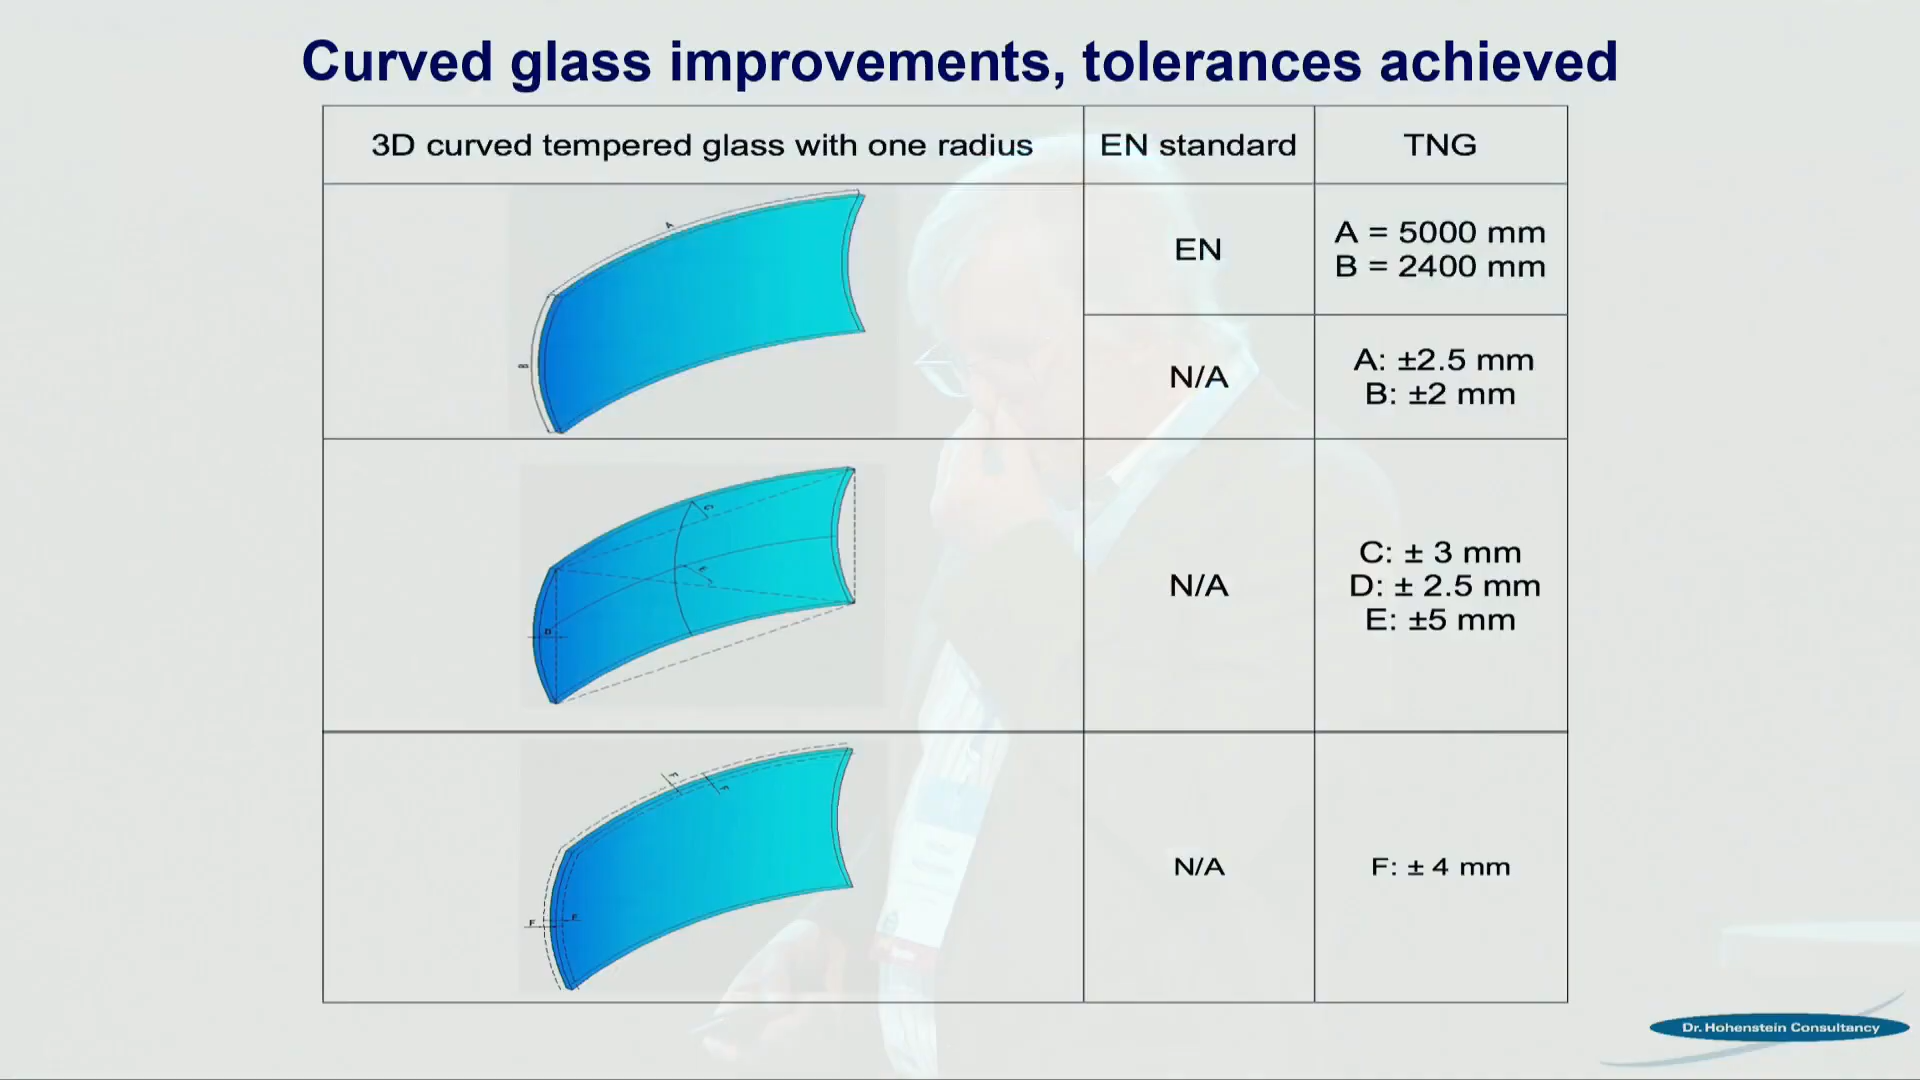 Curved glass improvements, tolerances achieved
3D curved tempered glass with one radius
EN standard
TNG
A
B
EN
A = 5000 mm
B = 2400 mm
N/A
A: ±2.5 mm
B: ±2 mm
C
E
D
N/A
C: ± 3 mm
D: ± 2.5 mm
E: ±5 mm
F
F
F
F
N/A
F: ± 4 mm
Dr. Hohenstein Consultancy